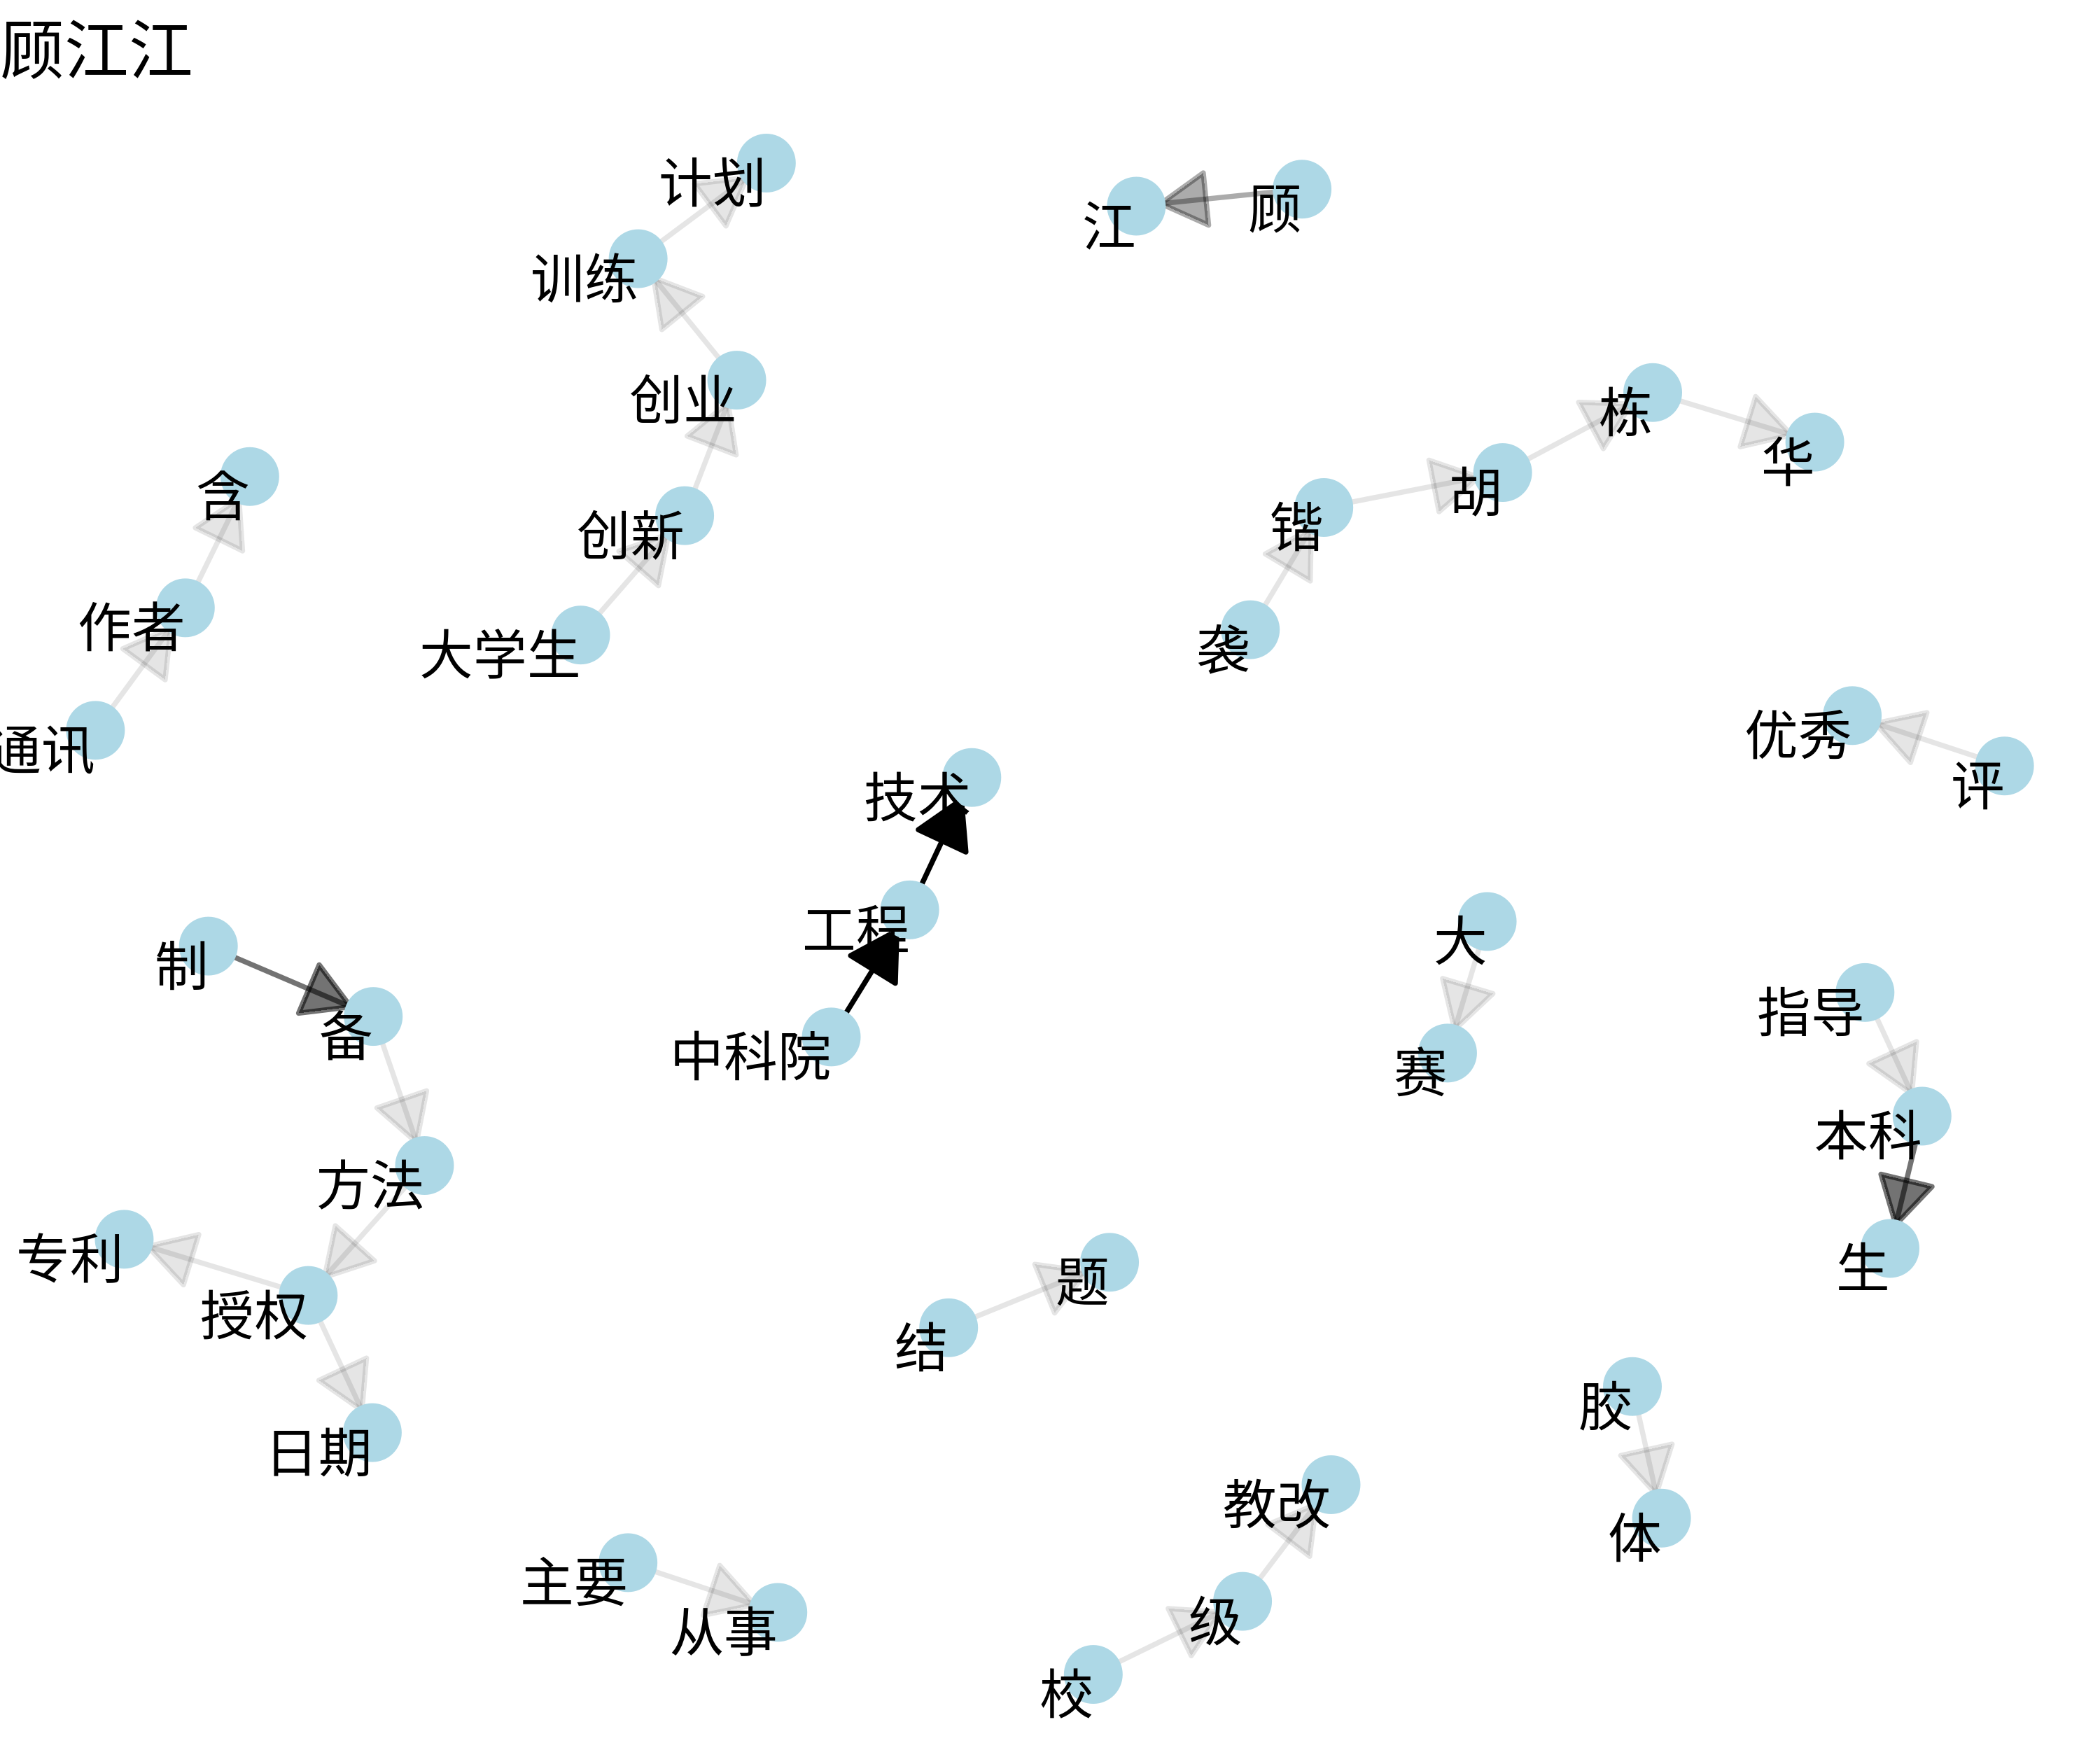 顾江江
计划
江
顾
训练
创业
栋
华
含
胡
创新
锴
作者
大学生
袭
通讯
优秀
评
技术
工程
大
制
指导
备
中科院
赛
本科
方法
专利
生
题
授权
结
胶
日期
教改
体
主要
从事
级
校